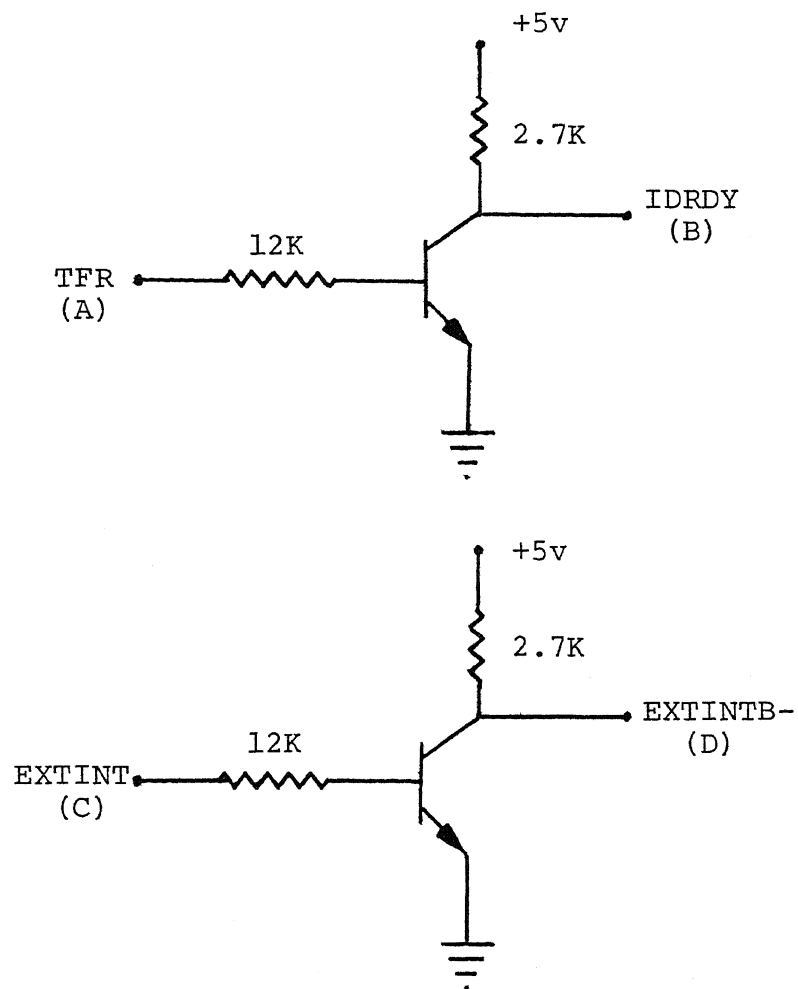 +5v
2.7K
IDRDY
(B)
12K
TFR
(A)
+5v
2.7K
EXTINTB-
(D)
12K
EXTINT
(C)